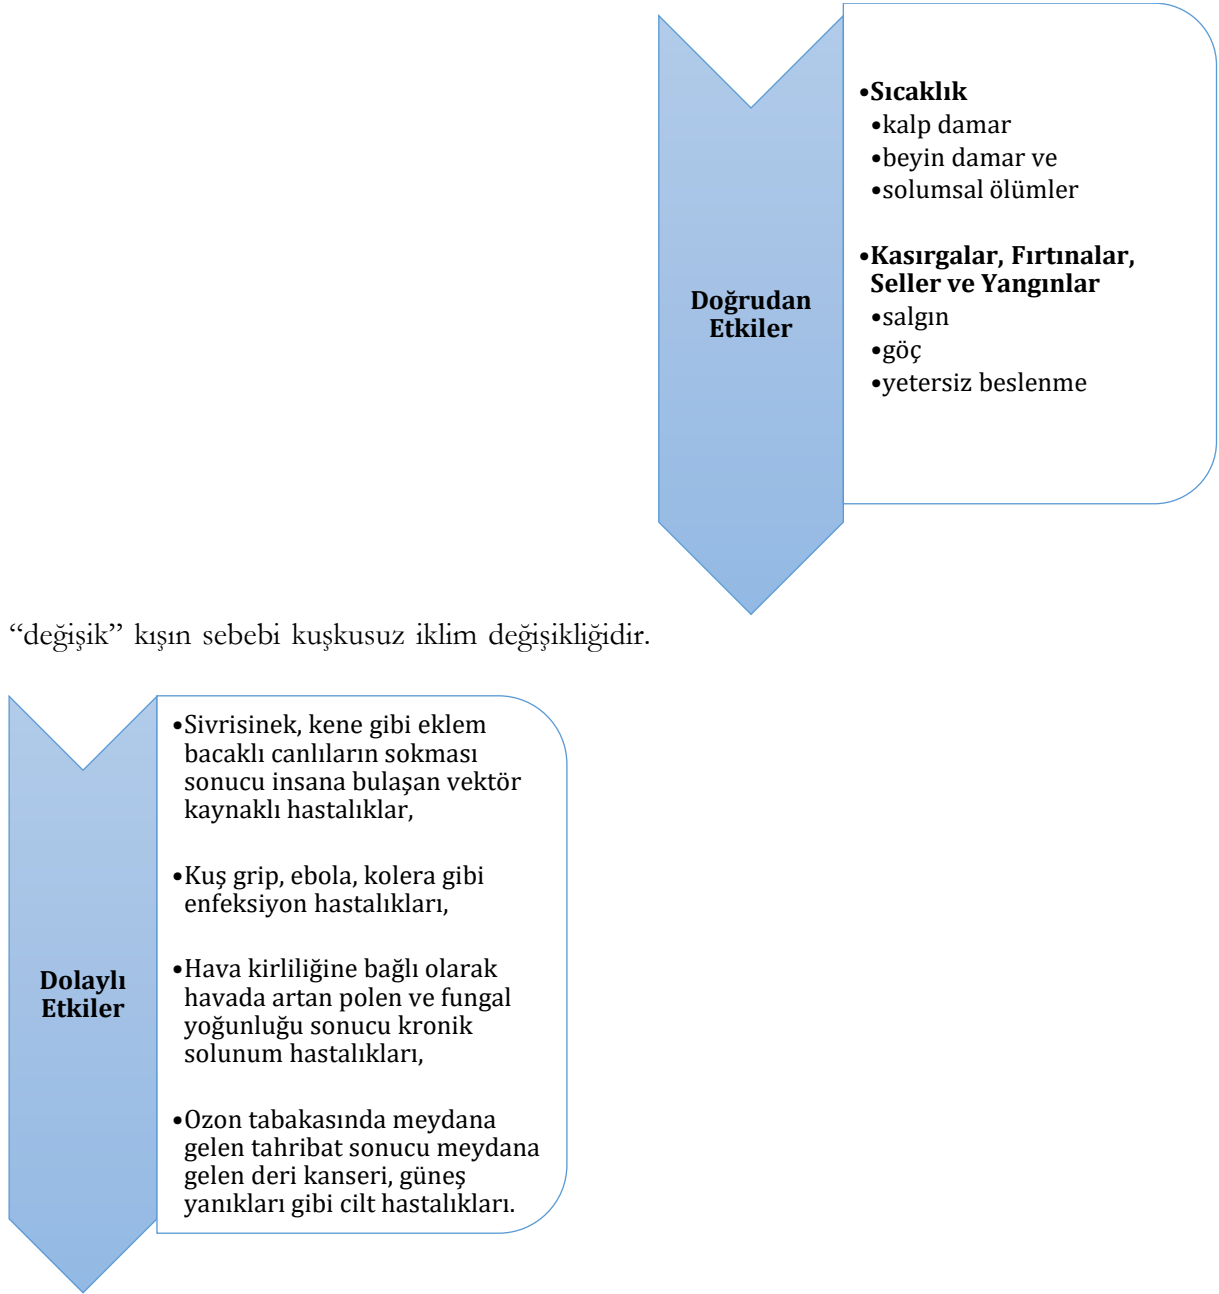 •Sıcaklık
•kalp damar
•beyin damar ve
•solumsal ölümler
•Kasırgalar, Fırtınalar,
Seller ve Yangınlar
•salgın
•göç
•yetersiz beslenme
Doğrudan
Etkiler
“değişik” kışın sebebi kuşkusuz iklim değişikliğidir.
•Sivrisinek, kene gibi eklem
bacaklı canlıların sokması
sonucu insana bulaşan vektör
kaynaklı hastalıklar,
•Kuş grip, ebola, kolera gibi
enfeksiyon hastalıkları,
•Hava kirliliğine bağlı olarak
havada artan polen ve fungal
yoğunluğu sonucu kronik
solunum hastalıkları,
•Ozon tabakasında meydana
gelen tahribat sonucu meydana
gelen deri kanseri, güneş
yanıkları gibi cilt hastalıkları.
Dolaylı
Etkiler